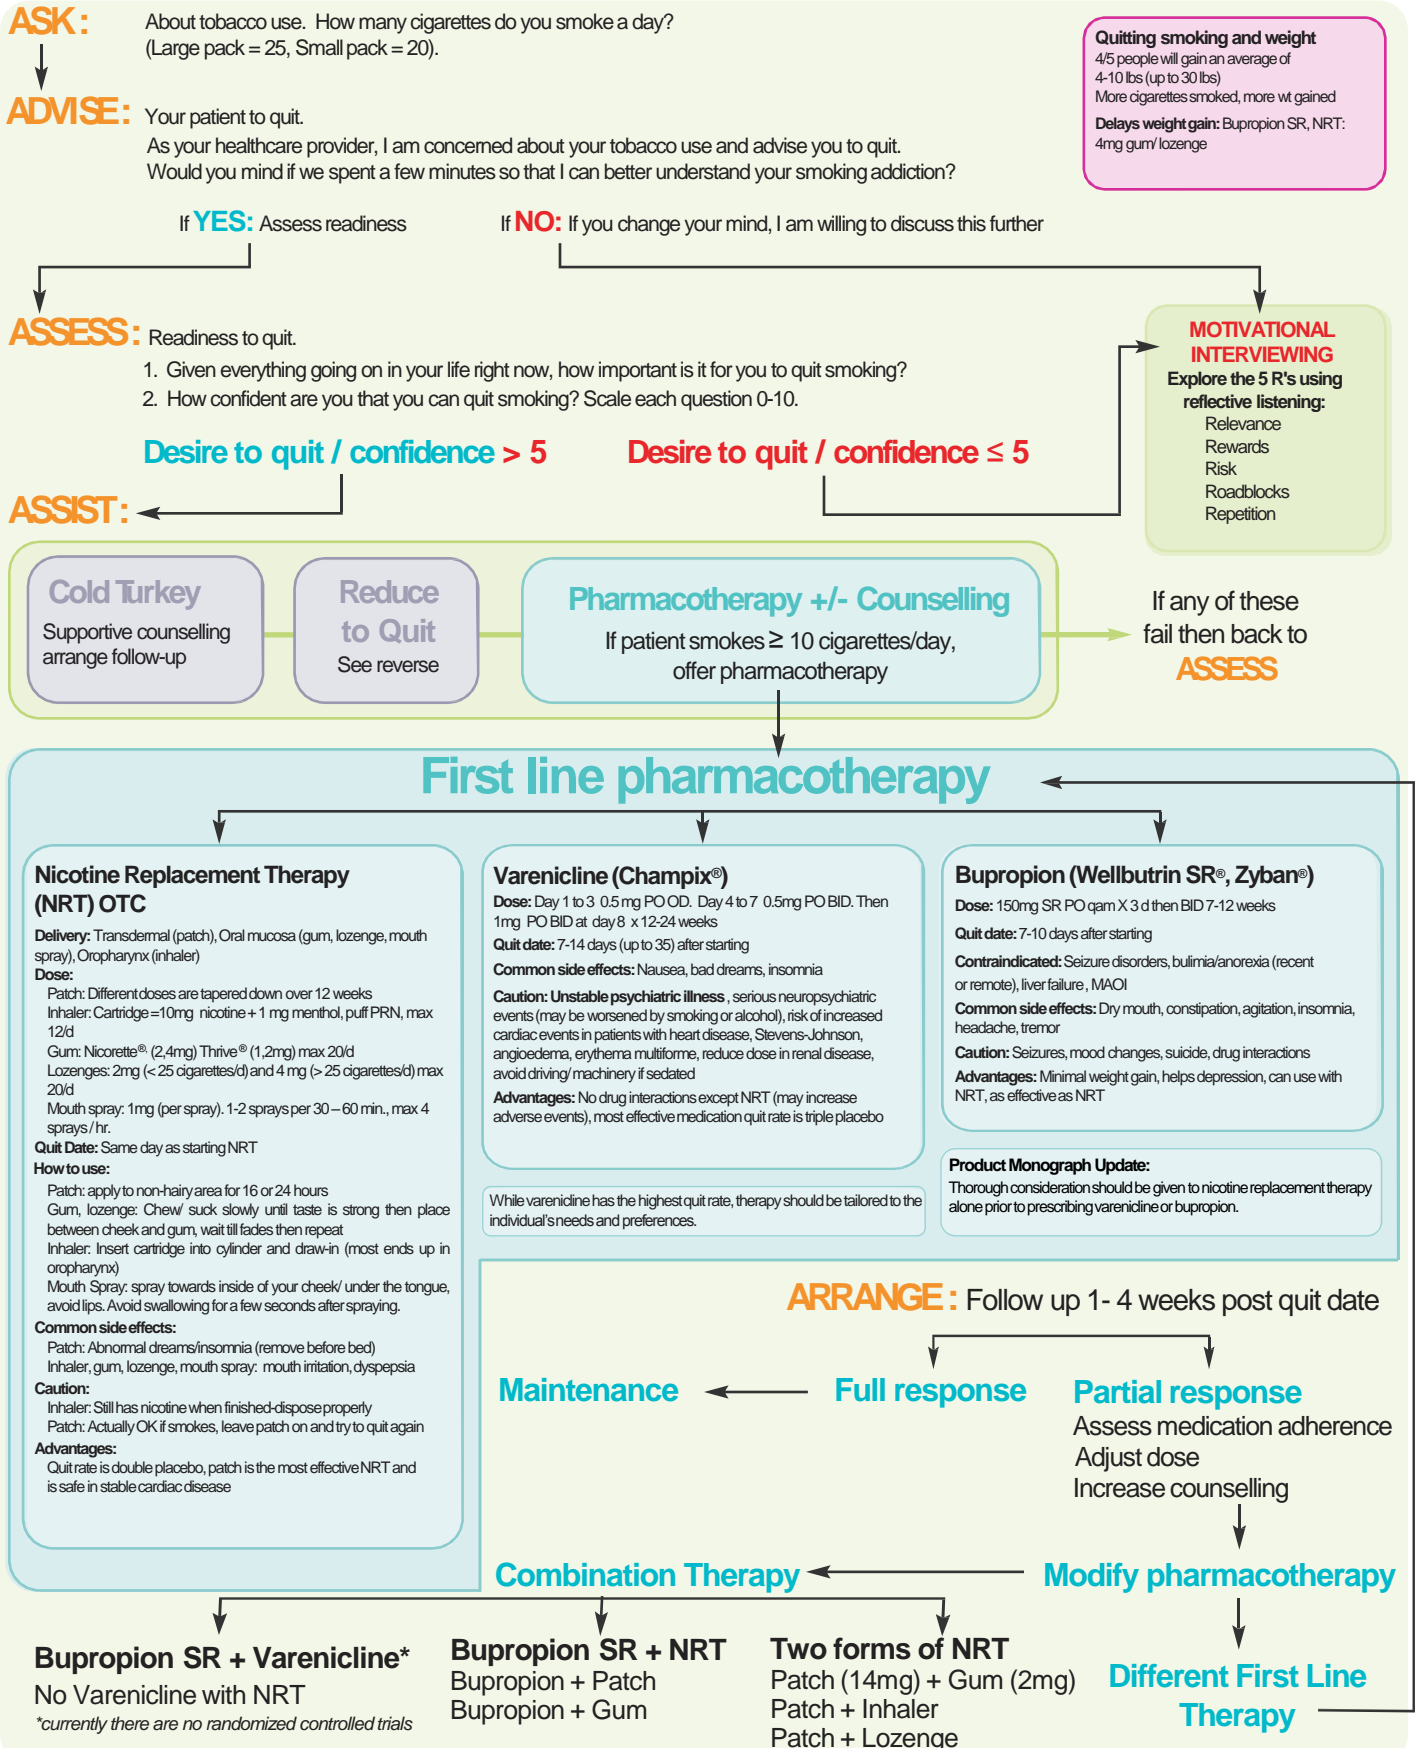 ASK: About tobacco use. How many cigarettes do you smoke a day?
(Large pack = 25, Small pack = 20).
Quitting smoking and weight
4/5 people will gain an average of
4-10 lbs (up to 30 lbs)
More cigarettes smoked, more wt gained
Delays weight gain: Bupropion SR, NRT:
4mg gum/ lozenge
ADVISE: Your patient to quit.
As your healthcare provider, I am concerned about your tobacco use and advise you to quit.
Would you mind if we spent a few minutes so that I can better understand your smoking addiction?
If YES: Assess readiness
If NO: If you change your mind, I am willing to discuss this further
ASSESS: Readiness to quit.
1. Given everything going on in your life right now, how important is it for you to quit smoking?
2. How confident are you that you can quit smoking? Scale each question 0-10.
Desire to quit / confidence > 5
Desire to quit / confidence ≤ 5
MOTIVATIONAL
INTERVIEWING
Explore the 5 R's using
reflective listening:
Relevance
Rewards
Risk
Roadblocks
Repetition
ASSIST:
Cold Turkey
Supportive counselling
arrange follow-up
Reduce
to Quit
See reverse
Pharmacotherapy +/- Counselling
If patient smokes ≥ 10 cigarettes/day,
offer pharmacotherapy
If any of these
fail then back to
ASSESS
First line pharmacotherapy
Nicotine Replacement Therapy
(NRT) OTC
Delivery: Transdermal (patch), Oral mucosa (gum, lozenge, mouth
spray), Oropharynx (inhaler)
Dose:
Patch: Different doses are tapered down over 12 weeks
Inhaler: Cartridge =10mg nicotine + 1 mg menthol, puff PRN, max
12/d
Gum: Nicorette®. (2,4mg) Thrive ® (1,2mg) max 20/d
Lozenges: 2mg (< 25 cigarettes/d) and 4 mg (> 25 cigarettes/d) max
20/d
Mouth spray: 1mg (per spray). 1-2 sprays per 30 – 60 min., max 4
sprays / hr.
Quit Date: Same day as starting NRT
How to use:
Patch: apply to non-hairy area for 16 or 24 hours
Gum, lozenge: Chew/ suck slowly until taste is strong then place
between cheek and gum, wait till fades then repeat
Inhaler: Insert cartridge into cylinder and draw-in (most ends up in
oropharynx)
Mouth Spray: spray towards inside of your cheek/ under the tongue,
avoid lips. Avoid swallowing for a few seconds after spraying.
Common side effects:
Patch: Abnormal dreams/insomnia (remove before bed)
Inhaler, gum, lozenge, mouth spray: mouth irritation, dyspepsia
Caution:
Inhaler: Still has nicotine when finished-dispose properly
Patch: Actually OK if smokes, leave patch on and try to quit again
Advantages:
Quit rate is double placebo, patch is the most effective NRT and
is safe in stable cardiac disease
Varenicline (Champix®)
Dose: Day 1 to 3 0.5 mg PO OD. Day 4 to 7 0.5mg PO BID. Then
1mg PO BID at day 8 x 12-24 weeks
Quit date: 7-14 days (up to 35) after starting
Common side effects: Nausea, bad dreams, insomnia
Caution: Unstable psychiatric illness , serious neuropsychiatric
events (may be worsened by smoking or alcohol), risk of increased
cardiac events in patients with heart disease, Stevens-Johnson,
angioedema, erythema multiforme, reduce dose in renal disease,
avoid driving/ machinery if sedated
Advantages: No drug interactions except NRT (may increase
adverse events), most effective medication quit rate is triple placebo
While varenicline has the highest quit rate, therapy should be tailored to the
individual's needs and preferences.
Bupropion (Wellbutrin SR®, Zyban®)
Dose: 150mg SR PO qam X 3 d then BID 7-12 weeks
Quit date: 7-10 days after starting
Contraindicated: Seizure disorders, bulimia/anorexia (recent
or remote), liver failure , MAOI
Common side effects: Dry mouth, constipation, agitation, insomnia,
headache, tremor
Caution: Seizures, mood changes, suicide, drug interactions
Advantages: Minimal weight gain, helps depression, can use with
NRT, as effective as NRT
Product Monograph Update:
Thorough consideration should be given to nicotine replacement therapy
alone prior to prescribing varenicline or bupropion.
ARRANGE: Follow up 1- 4 weeks post quit date
Maintenance
Full response
Partial response
Assess medication adherence
Adjust dose
Increase counselling
Combination Therapy
Modify pharmacotherapy
Bupropion SR + Varenicline*
No Varenicline with NRT
*currently there are no randomized controlled trials
Bupropion SR + NRT
Bupropion + Patch
Bupropion + Gum
Two forms of NRT
Patch (14mg) + Gum (2mg)
Patch + Inhaler
Patch + Lozenge
Different First Line
Therapy